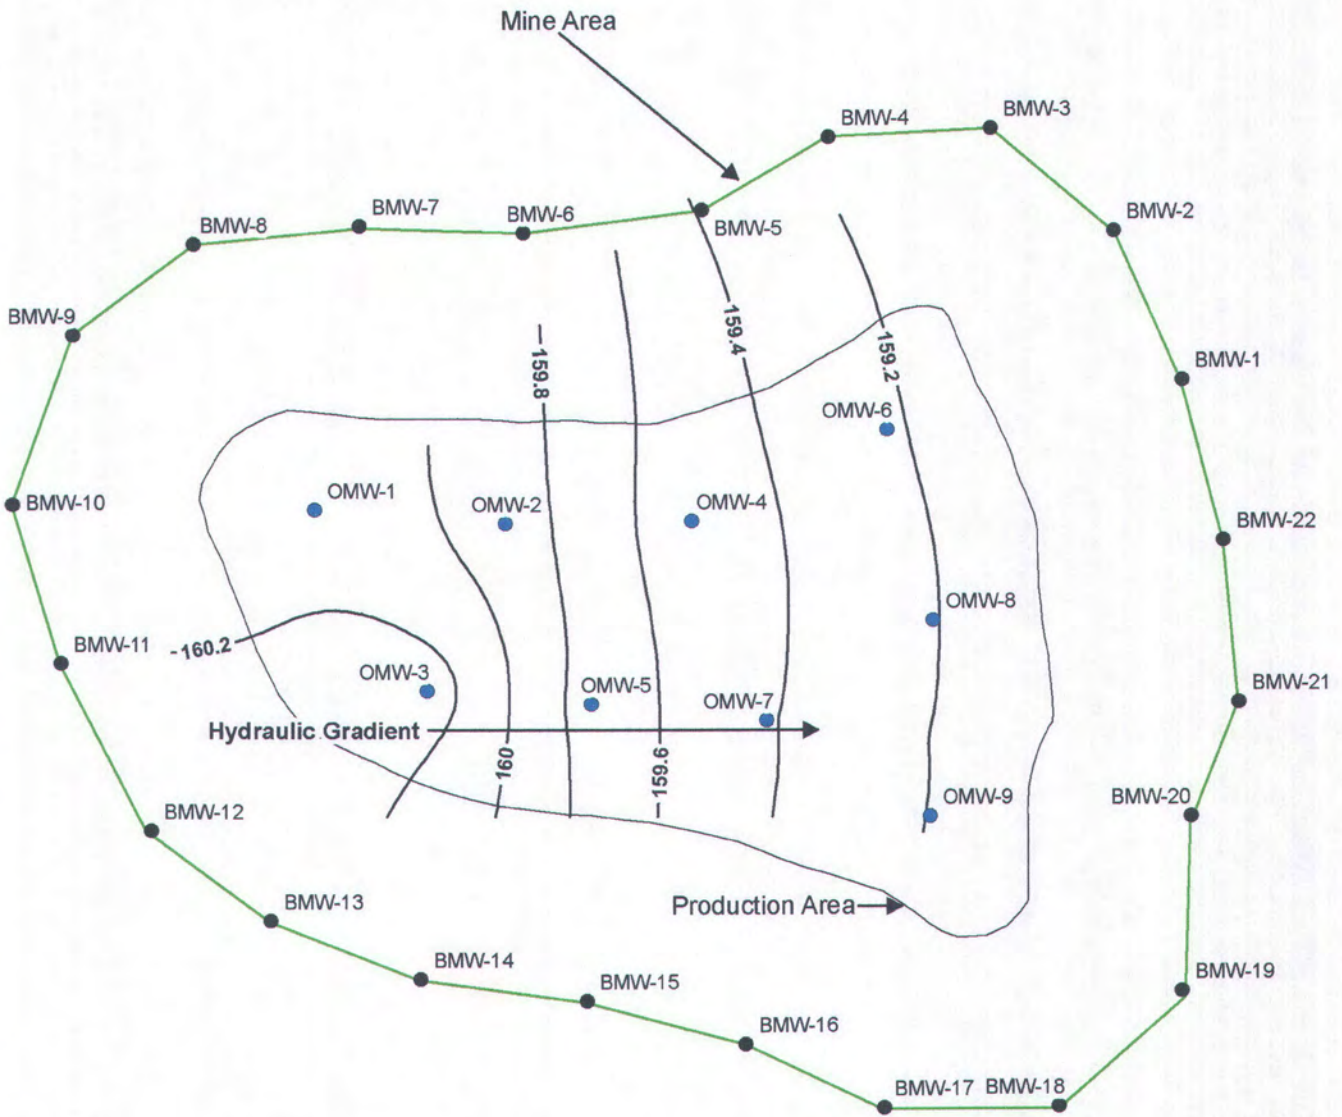 Mine Area
BMW-3
BMW-4
BMW-2
BMW-7
BMW-6
BMW-8
BMW-5
BMW-9
159.4
159.2
-159.8
BMW-1
OMW-6
OMW-1
OMW-2
OMW-4
BMW-10
BMW-22
OMW-8
-160.2
BMW-11
OMW-3
OMW-5
OMW-7
BMW-21
Hydraulic Gradient
160
-159.6
OMW-9
BMW-20
BMW-12
Production Area
BMW-13
BMW-14
BMW-15
BMW-19
BMW-16
BMW-17
BMW-18